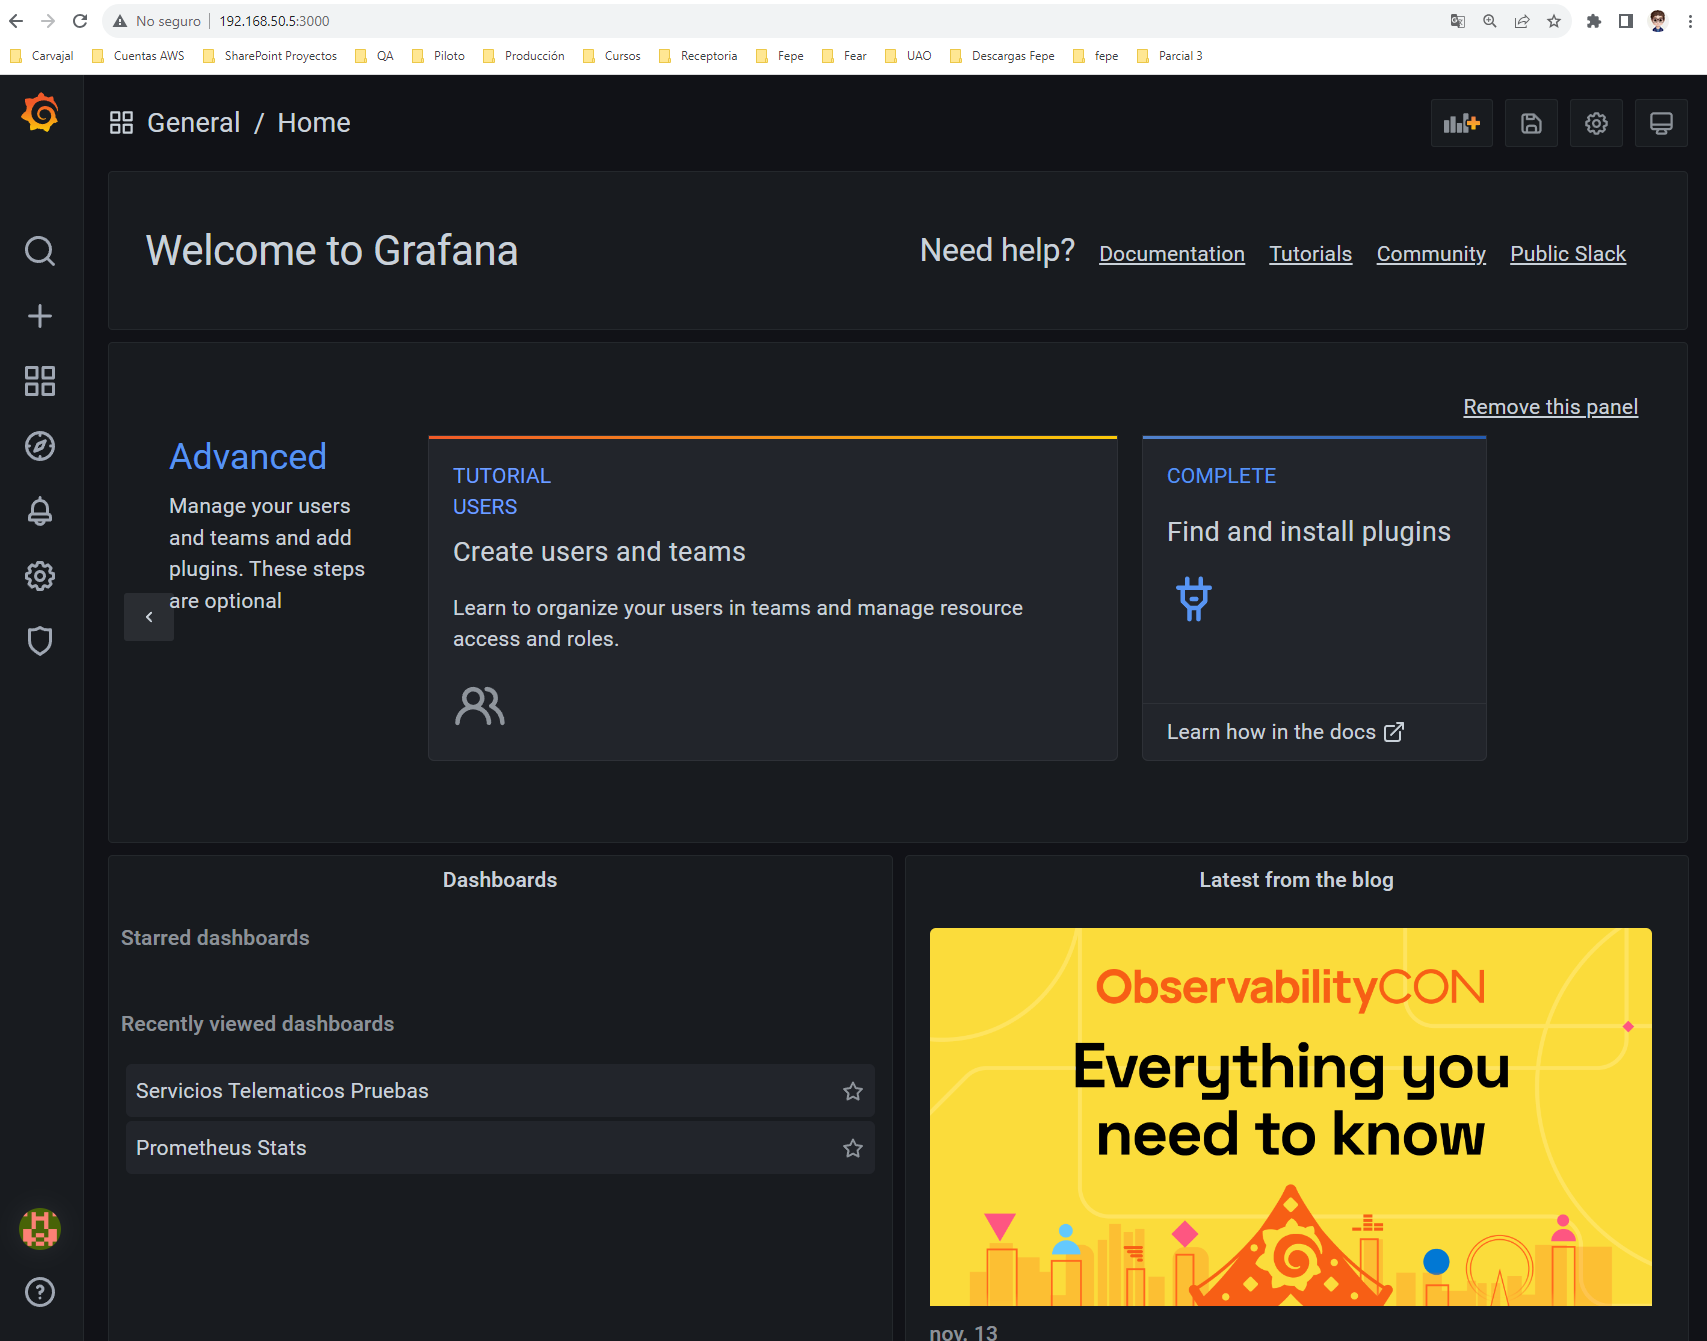 No seguro
192.168.50.5:3000
Carvajal Cuentas AWS SharePoint Proyectos QA Piloto Producción Cursos Receptoria Fepe Fear UAO Descargas Fepe fepe Parcial 3
General / Home
Welcome to Grafana
Need help? Documentation Tutorials Community Public Slack
Remove this panel
Advanced
Manage your users
and teams and add
plugins. These steps
are optional
TUTORIAL
USERS
Create users and teams
Learn to organize your users in teams and manage resource
access and roles.
COMPLETE
Find and install plugins
Learn how in the docs
Dashboards
Starred dashboards
Recently viewed dashboards
Servicios Telematicos Pruebas
Prometheus Stats
Latest from the blog
ObservabilityCON
Everything you
need to know
nov. 13